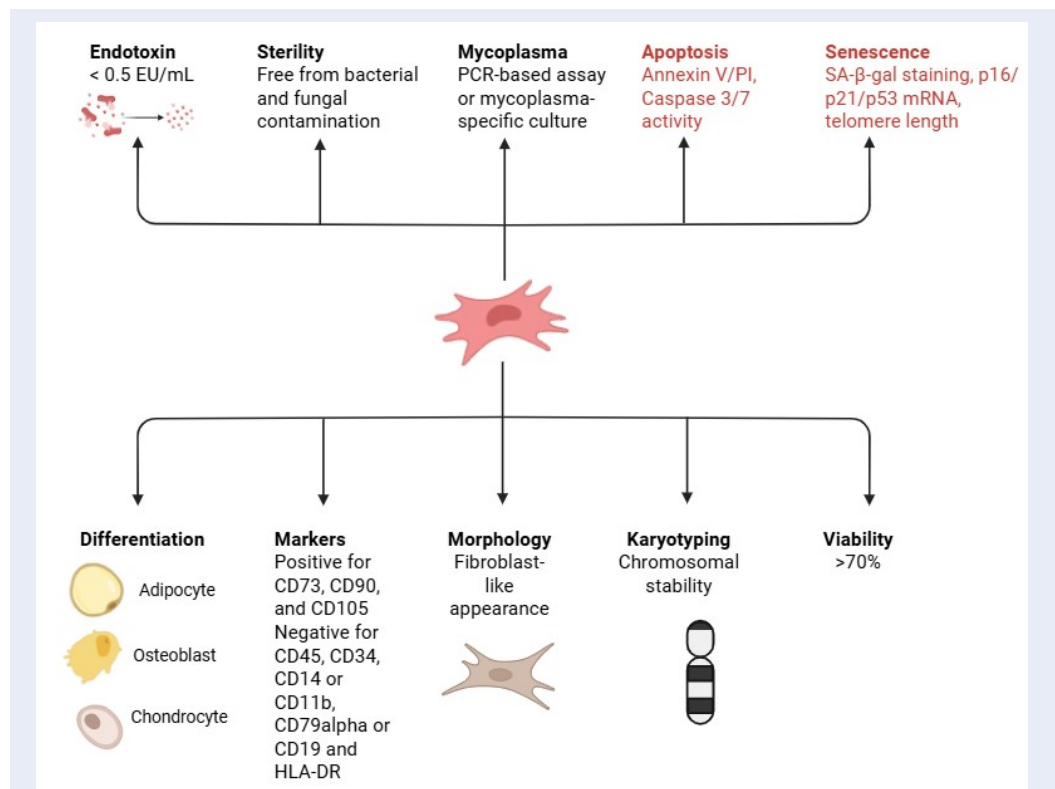 Endotoxin
< 0.5 EU/mL
Sterility
Free from bacterial
and fungal
contamination
Mycoplasma
PCR-based assay
or mycoplasma-
specific culture
Apoptosis
Annexin V/PI,
Caspase 3/7
activity
Senescence
SA-β-gal staining, p16/
p21/p53 mRNA,
telomere length
Differentiation
Adipocyte
Osteoblast
Chondrocyte
Markers
Positive for
CD73, CD90,
and CD105
Negative for
CD45, CD34,
CD14 or
CD11b,
CD79alpha or
CD19 and
HLA-DR
Morphology
Fibroblast-
like
appearance
Karyotyping
Chromosomal
stability
Viability
>70%